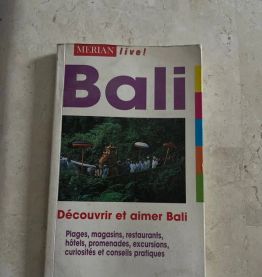 MERIAN live!
Bali
Découvrir et aimer Bali
Plages, magasins, restaurants,
hôtels, promenades, excursions,
curiosités et conseils pratiques